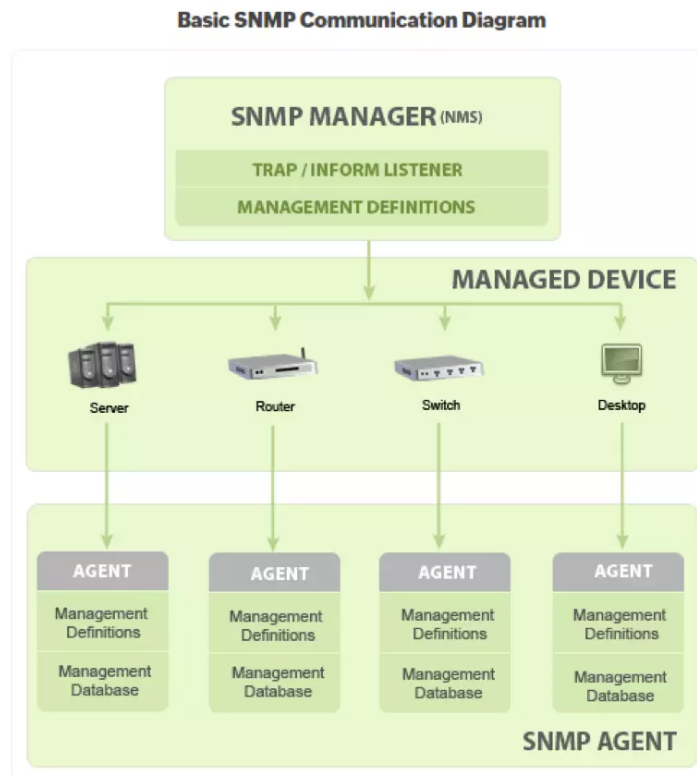 Basic SNMP Communication Diagram
SNMP MANAGER (NMS)
TRAP / INFORM LISTENER
MANAGEMENT DEFINITIONS
MANAGED DEVICE
Server
Router
Switch
Desktop
AGENT
Management
Definitions
Management
Database
AGENT
Management
Definitions
Management
Database
AGENT
Management
Definitions
Management
Database
AGENT
Management
Definitions
Management
Database
SNMP AGENT